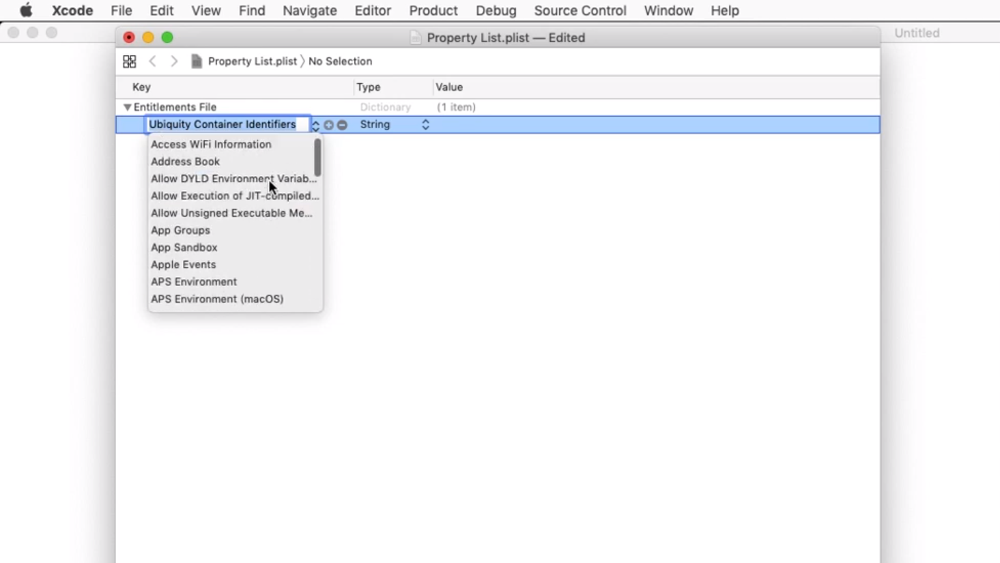 Xcode File Edit View Find Navigate Editor Product Debug Source Control Window Help
Property List.plist — Edited
Untitled
Property List.plist 〉 No Selection
Key Type Value
Entitlements File Dictionary (1 item)
Ubiquity Container Identifiers String
Access WiFi Information
Address Book
Allow DYLD Environment Variab...
Allow Execution of JIT-compiled...
Allow Unsigned Executable Me...
App Groups
App Sandbox
Apple Events
APS Environment
APS Environment (macOS)